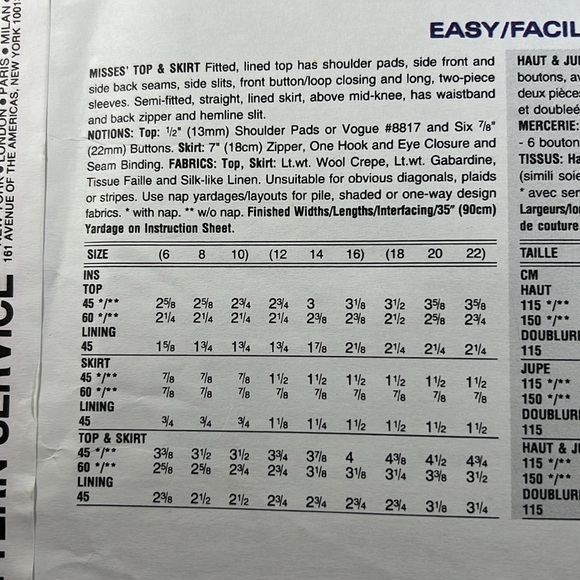 EASY/FACIL
MISSES' TOP & SKIRT Fitted, lined top has shoulder pads, side front and
side back seams, side slits, front button/loop closing and long, two-piece
sleeves. Semi-fitted, straight, lined skirt, above mid-knee, has waistband
and back zipper and hemline slit.
NOTIONS: Top: 1/2" (13mm) Shoulder Pads or Vogue #8817 and Six 7/8"
(22mm) Buttons. Skirt: 7" (18cm) Zipper, One Hook and Eye Closure and
Seam Binding. FABRICS: Top, Skirt: Lt.wt. Wool Crepe, Lt.wt. Gabardine,
Tissue Faille and Silk-like Linen. Unsuitable for obvious diagonals, plaids
or stripes. Use nap yardages/layouts for pile, shaded or one-way design
fabrics. * with nap. ** w/o nap. Finished Widths/Lengths/Interfacing/35" (90cm)
Yardage on Instruction Sheet.
SIZE (6 8 10) (12 14 16) (18 20 22)
INS
TOP
45 */** 2 5/8 2 5/8 2 3/4 2 3/4 3 3 1/8 3 1/2 3 5/8 3 5/8
60 */** 2 1/4 2 1/4 2 1/4 2 1/4 2 3/8 2 3/8 2 1/2 2 5/8 2 3/4
LINING
45 1 5/8 1 3/4 1 3/4 1 3/4 1 7/8 2 1/8 2 1/4 2 1/4 2 1/4
SKIRT
45 */** 7/8 7/8 7/8 1 1/2 1 1/2 1 1/2 1 1/2 1 1/2 1 1/2
60 */** 7/8 7/8 7/8 7/8 7/8 7/8 7/8 7/8 7/8
LINING
45 3/4 3/4 3/4 1 1/8 1 1/4 1 1/2 1 1/2 1 1/2 1 1/2
TOP & SKIRT
45 */** 3 3/8 3 1/2 3 1/2 3 3/4 3 7/8 4 4 3/8 4 1/2 4 3/4
60 */** 2 5/8 2 5/8 2 3/4 2 3/4 3 1/8 3 1/8 3 1/4 3 3/8 3 1/2
LINING
45 2 3/8 2 1/2 2 1/2 2 3/4 2 3/4 2 3/4 2 3/4 3 1/8 3 1/4
HAUT & JU
boutons, av
deux pièces
et doubleé
MERCERIE:
- 6 bouton
TISSUS: Ha
(simili soie
* avec ser
Largeurs/lo
de couture
TAILLE
CM
HAUT
115 */**
150 */**
DOUBLUR
115
JUPE
115 */**
150 */**
DOUBLUR
115
HAUT & JU
115 */**
150 */**
DOUBLUR
115
LONDON • PARIS • MILAN •
161 AVENUE OF THE AMERICAS, NEW YORK 1001
SERVICE